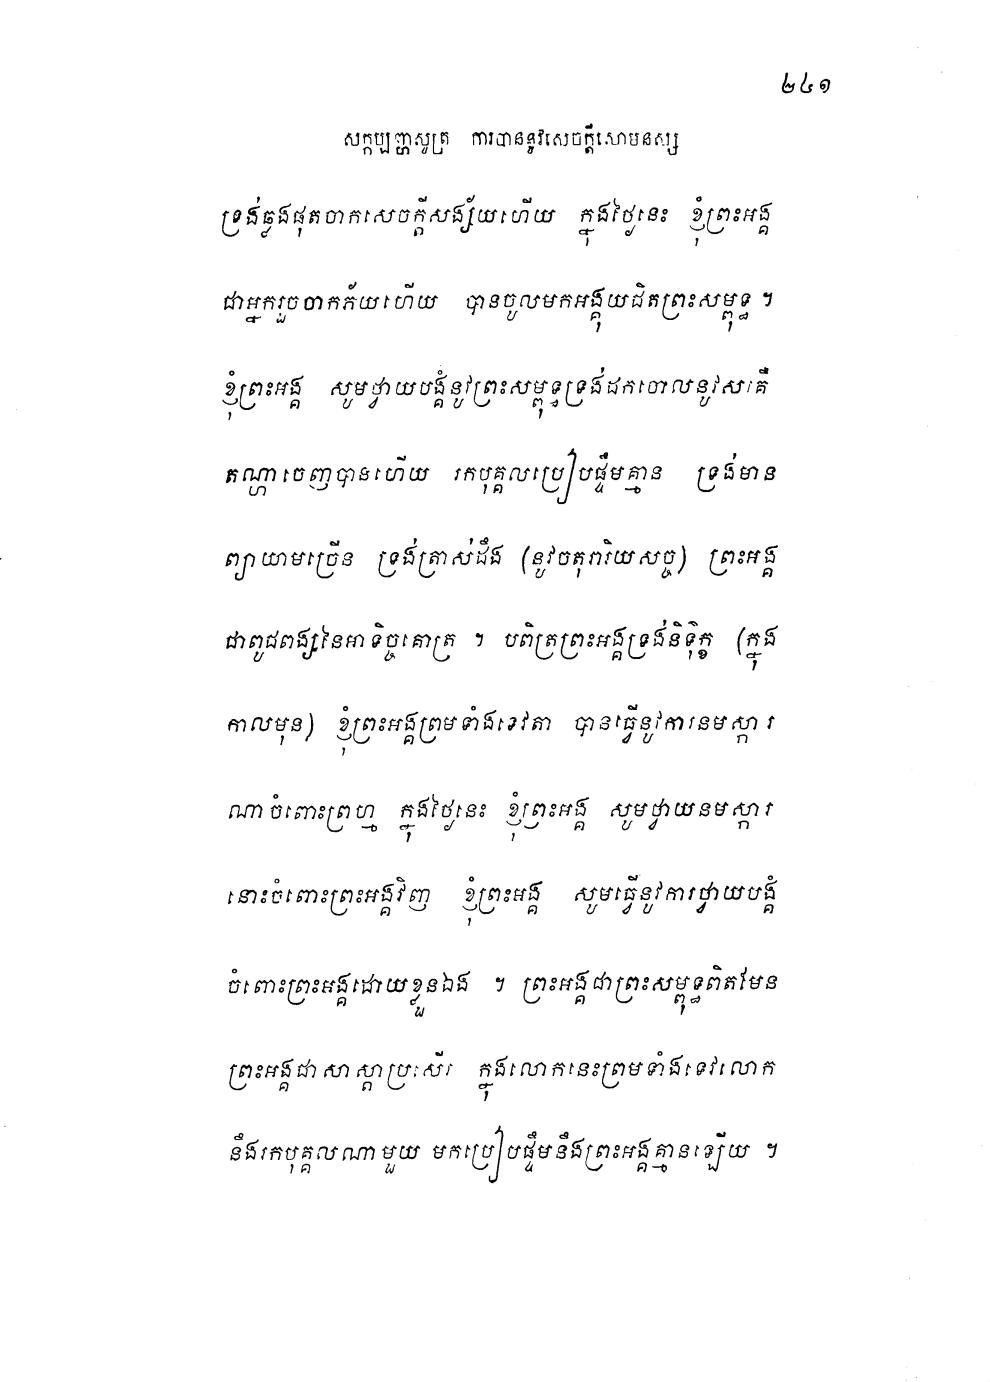 ២៤១
សក្កប្បញ្ហសូត្រ ការបាននូវសេចក្តីសោមនស្ស
ទ្រង់ឆ្លងផុតចាកសេចក្តីសង្ស័យហើយ ក្នុងថ្ងៃនេះ ខ្ញុំព្រះអង្គ
ជាអ្នករួចចាកភ័យហើយ បានចូលមកអង្គុយជិតព្រះសម្ពុទ្ធ ។
ខ្ញុំព្រះអង្គ សូមថ្វាយបង្គំនូវព្រះសម្ពុទ្ធទ្រង់ដកចោលនូវសរគឺ
តណ្ហាចេញបានហើយ រកបុគ្គលប្រៀបផ្ទឹមគ្មាន ទ្រង់មាន
ព្យាយាមច្រើន ទ្រង់ត្រាស់ដឹង (នូវចតុរារិយសច្ច) ព្រះអង្គ
ជាពូជពង្សនៃអាទិច្ចគោត្រ ។ បពិត្រព្រះអង្គទ្រង់និទ៌ុក្ខ (ក្នុង
កាលមុន) ខ្ញុំព្រះអង្គព្រមទាំងទេវតា បានធ្វើនូវការនមស្ការ
ណាចំពោះព្រហ្ម ក្នុងថ្ងៃនេះ ខ្ញុំព្រះអង្គ សូមថ្វាយនមស្ការ
នោះចំពោះព្រះអង្គវិញ ខ្ញុំព្រះអង្គ សូមធ្វើនូវការថ្វាយបង្គំ
ចំពោះព្រះអង្គដោយខ្លួនឯង ។ ព្រះអង្គជាព្រះសម្ពុទ្ធពិតមែន
ព្រះអង្គជាសាស្តាប្រសើរ ក្នុងលោកនេះព្រមទាំងទេវលោក
នឹងរកបុគ្គលណាមួយ មកប្រៀបផ្ទឹមនឹងព្រះអង្គគ្មានឡើយ ។